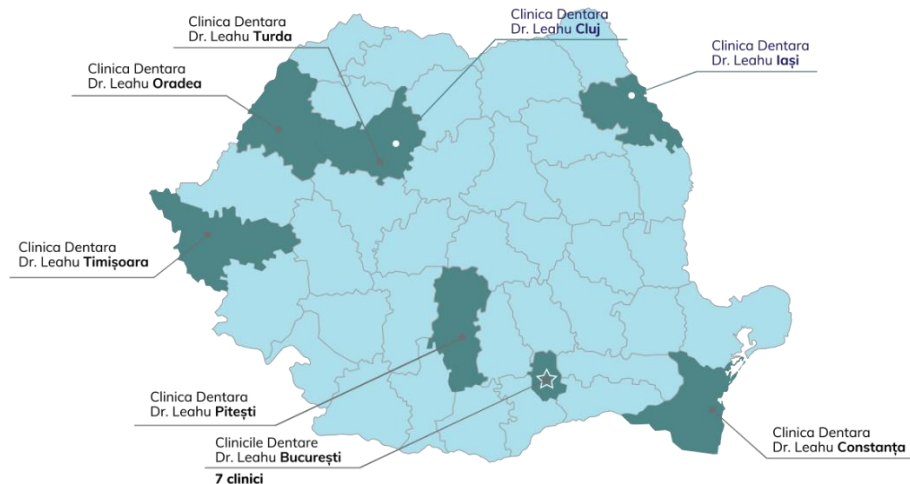 Clinica Dentara
Dr. Leahu Turda
Clinica Dentara
Dr. Leahu Cluj
Clinica Dentara
Dr. Leahu Iași
Clinica Dentara
Dr. Leahu Oradea
Clinica Dentara
Dr. Leahu Timișoara
Clinica Dentara
Dr. Leahu Pitești
Clinicile Dentare
Dr. Leahu București
7 clinici
Clinica Dentara
Dr. Leahu Constanța